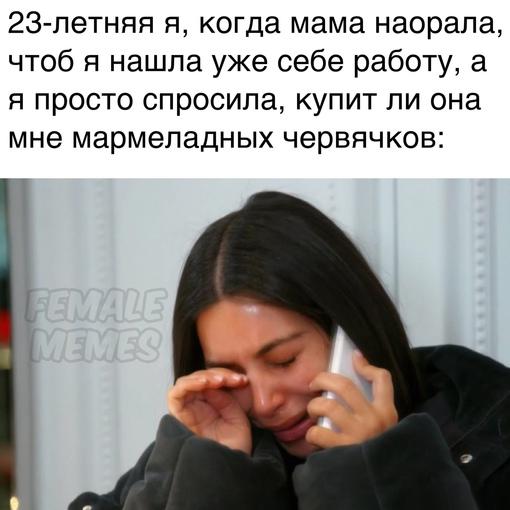 23-летняя я, когда мама наорала,
чтоб я нашла уже себе работу, а
я просто спросила, купит ли она
мне мармеладных червячков:
FEMALE
MEMES